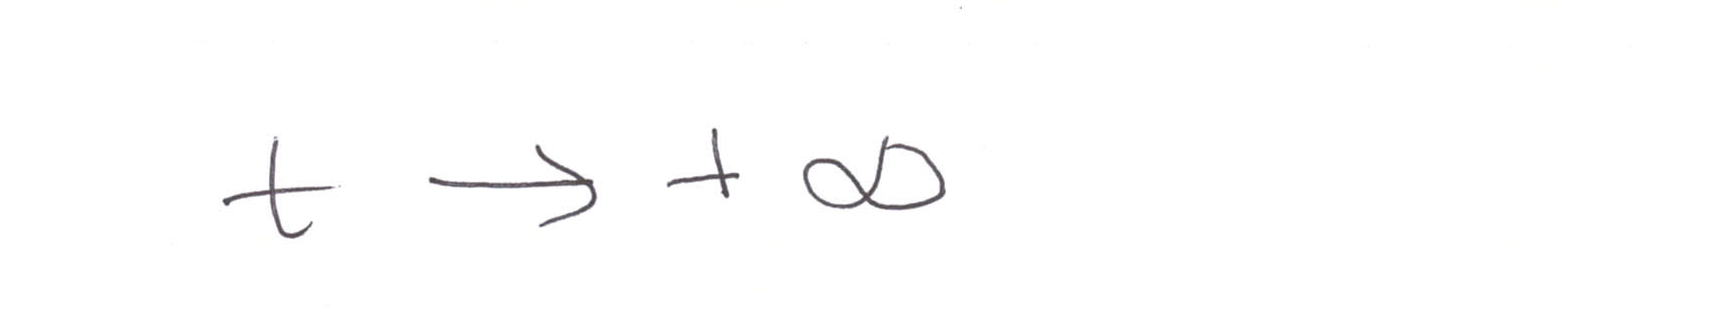 t → + ∞